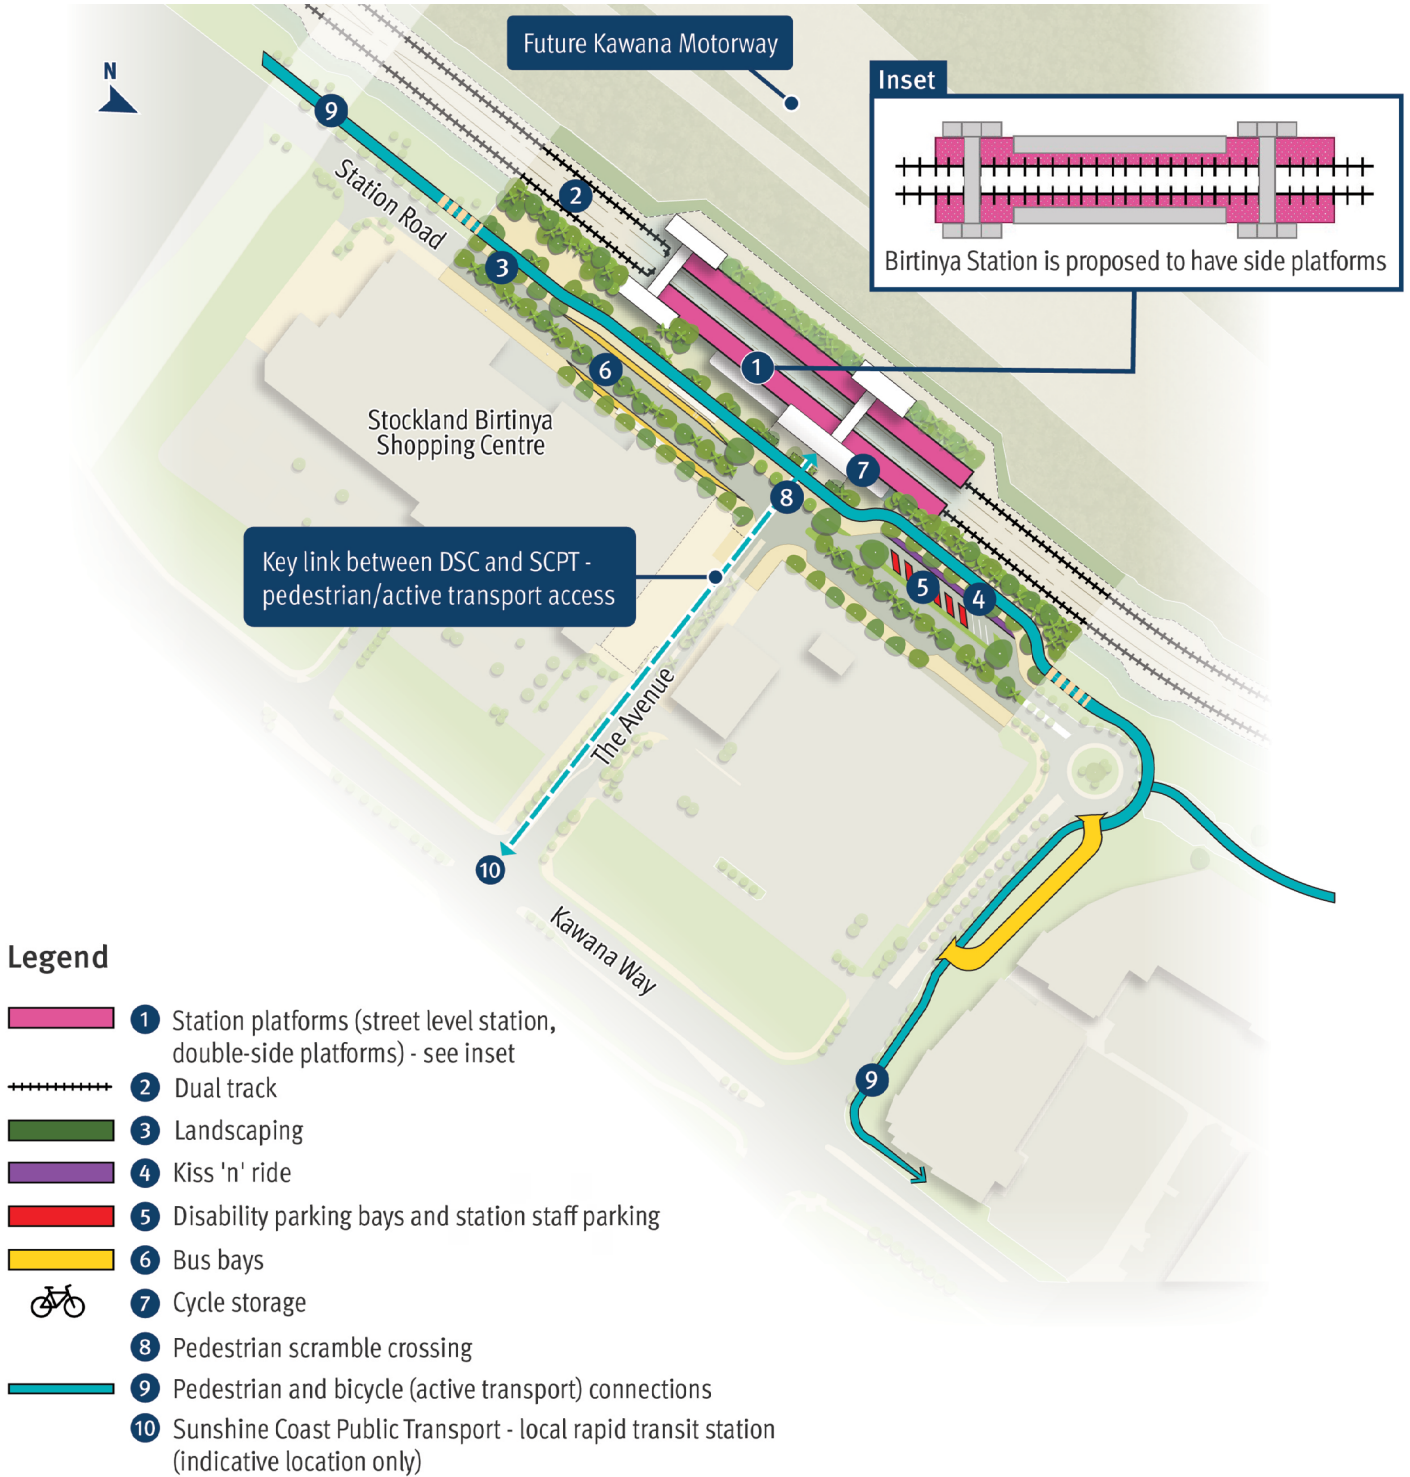 Future Kawana Motorway
N
Inset
9
Station Road
2
Birtinya Station is proposed to have side platforms
3
6
1
Stockland Birtinya
Shopping Centre
7
8
Key link between DSC and SCPT -
pedestrian/active transport access
5
4
The Avenue
10
Kawana Way
9
Legend
1 Station platforms (street level station,
double-side platforms) - see inset
2 Dual track
3 Landscaping
4 Kiss 'n' ride
5 Disability parking bays and station staff parking
6 Bus bays
7 Cycle storage
8 Pedestrian scramble crossing
9 Pedestrian and bicycle (active transport) connections
10 Sunshine Coast Public Transport - local rapid transit station
(indicative location only)